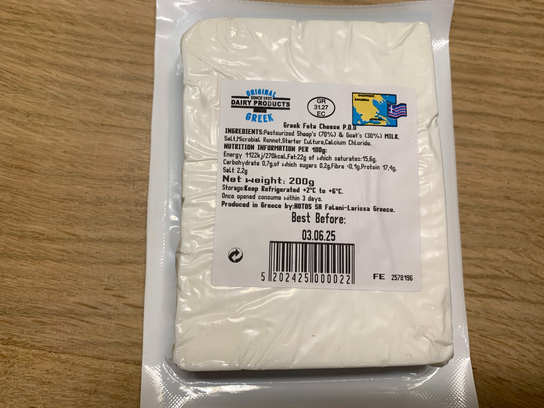 ORIGINAL
SINCE 1925
DAIRY PRODUCTS
GREEK
GR
31.27
EC
Greek Feta Cheese P.D.O
INGREDIENTS:Pasteurized Sheep's (70%) & Goat's (30%) MILK.
Salt,Microbial Rennet,Starter Culture,Calcium Chloride.
NUTRITION INFORMATION PER 100g:
Energy 1122kj/270kcal,Fat:22g of which saturates:15,6g,
Carbohydrate 0,7g,of which sugars 0,2g,Fibre <0,1g,Protein 17,4g,
Salt 2,2g
Net weight: 200g
Storage:Keep Refrigerated +2°C to +6°C.
Once opened consume within 3 days.
Produced in Greece by:HOTOS SA Falani-Larissa Greece.
Best Before:
03.06.25
5 202425 000022
FE 2578196